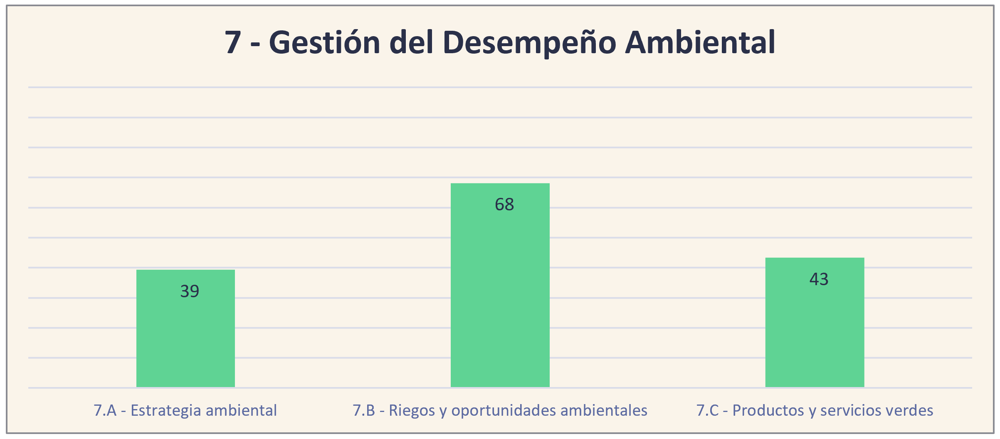 7 - Gestión del Desempeño Ambiental
68
43
39
7.A - Estrategia ambiental
7.B - Riegos y oportunidades ambientales
7.C - Productos y servicios verdes